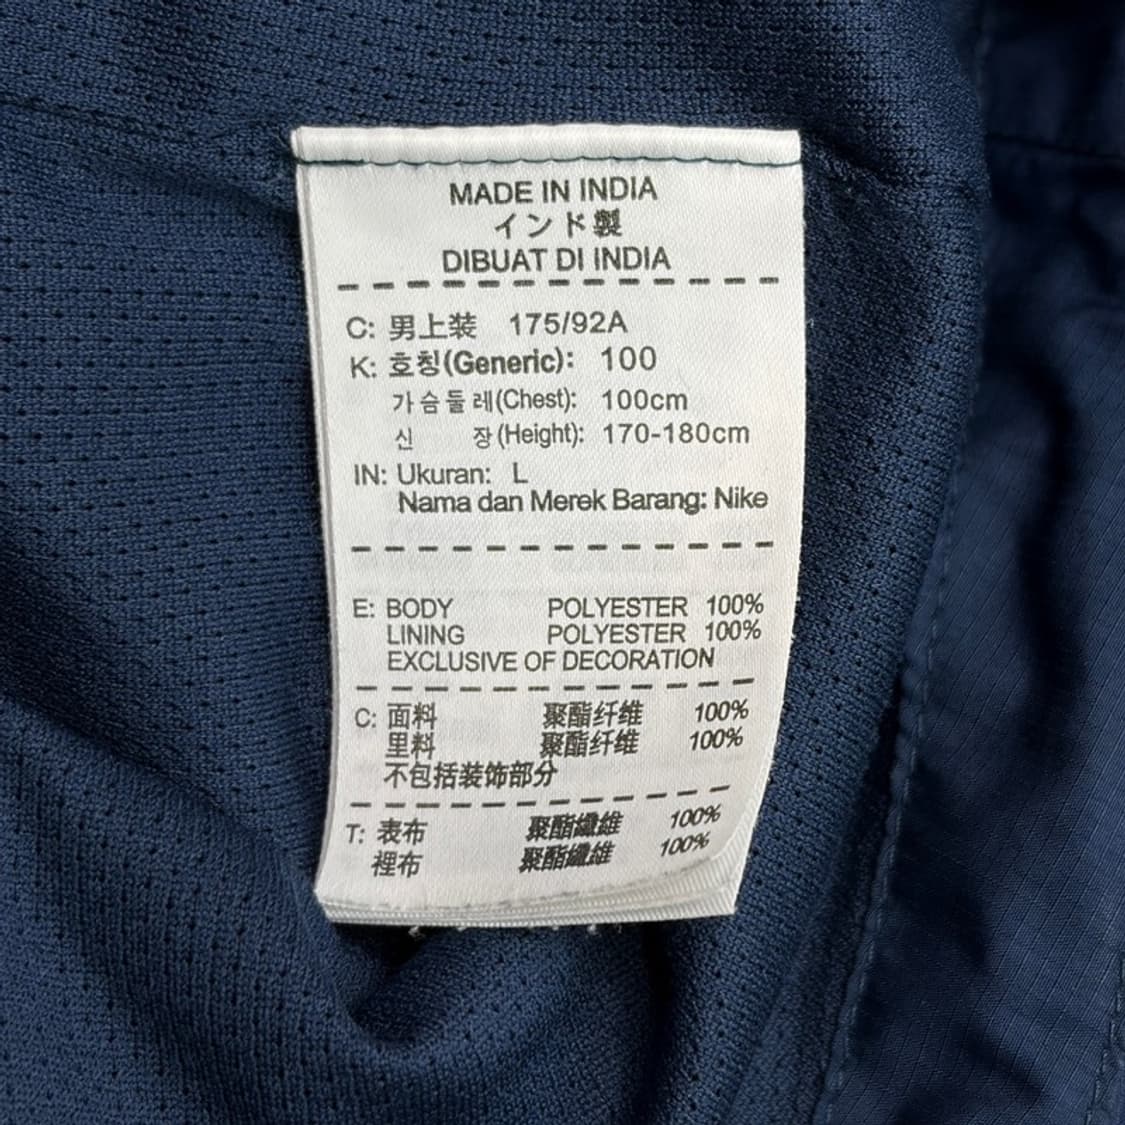 MADE IN INDIA
インド製
DIBUAT DI INDIA
C: 男上装 175/92A
K: 호칭(Generic): 100
가슴둘레(Chest): 100cm
신 장(Height): 170-180cm
IN: Ukuran: L
Nama dan Merek Barang: Nike
E: BODY POLYESTER 100%
LINING POLYESTER 100%
EXCLUSIVE OF DECORATION
C: 面料 聚酯纤维 100%
里料 聚酯纤维 100%
不包括装饰部分
T: 表布 聚酯纖維 100%
裡布 聚酯纖維 100%